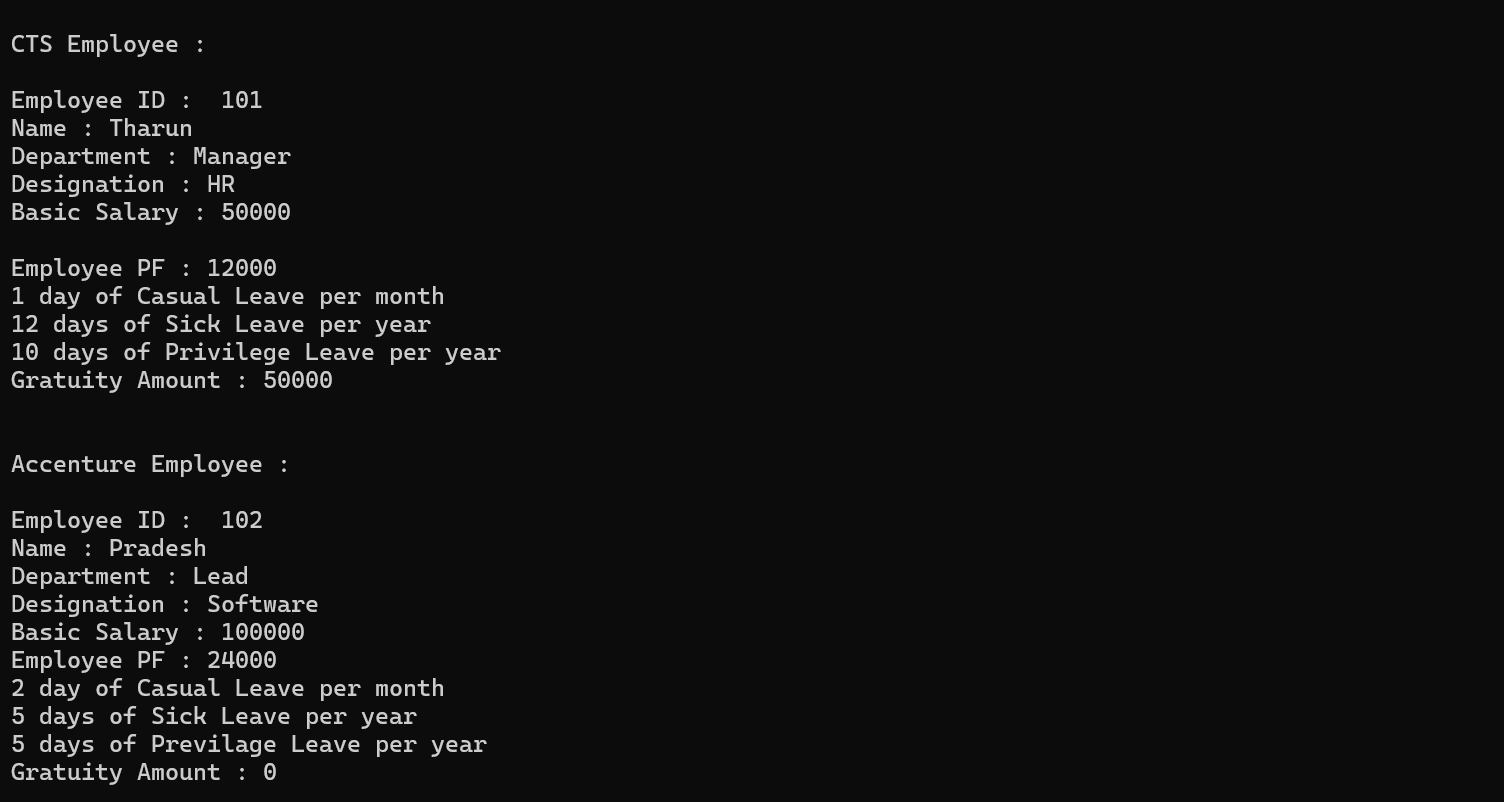 CTS Employee :
Employee ID :  101
Name : Tharun
Department : Manager
Designation : HR
Basic Salary : 50000
Employee PF : 12000
1 day of Casual Leave per month
12 days of Sick Leave per year
10 days of Privilege Leave per year
Gratuity Amount : 50000
Accenture Employee :
Employee ID :  102
Name : Pradesh
Department : Lead
Designation : Software
Basic Salary : 100000
Employee PF : 24000
2 day of Casual Leave per month
5 days of Sick Leave per year
5 days of Previlage Leave per year
Gratuity Amount : 0